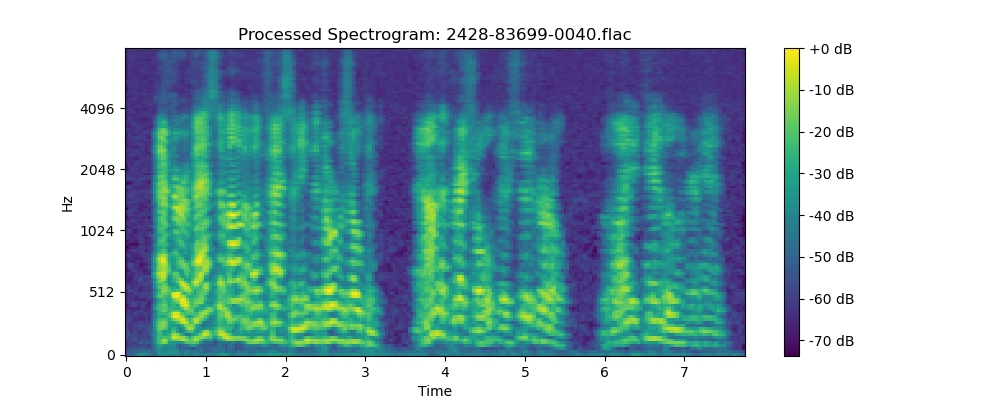 Processed Spectrogram: 2428-83699-0040.flac
Hz
4096
2048
1024
512
0
0 1 2 3 4 5 6 7
Time
+0 dB
-10 dB
-20 dB
-30 dB
-40 dB
-50 dB
-60 dB
-70 dB